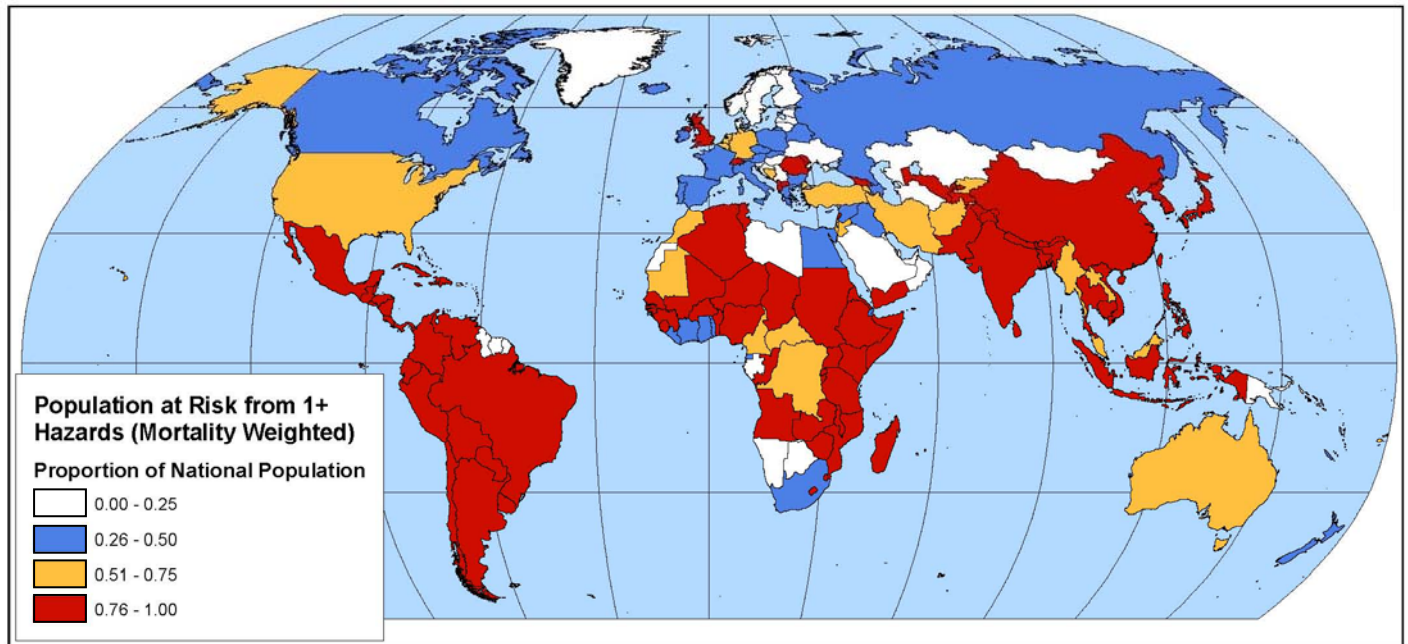 Population at Risk from 1+
Hazards (Mortality Weighted)
Proportion of National Population
0.00 - 0.25
0.26 - 0.50
0.51 - 0.75
0.76 - 1.00